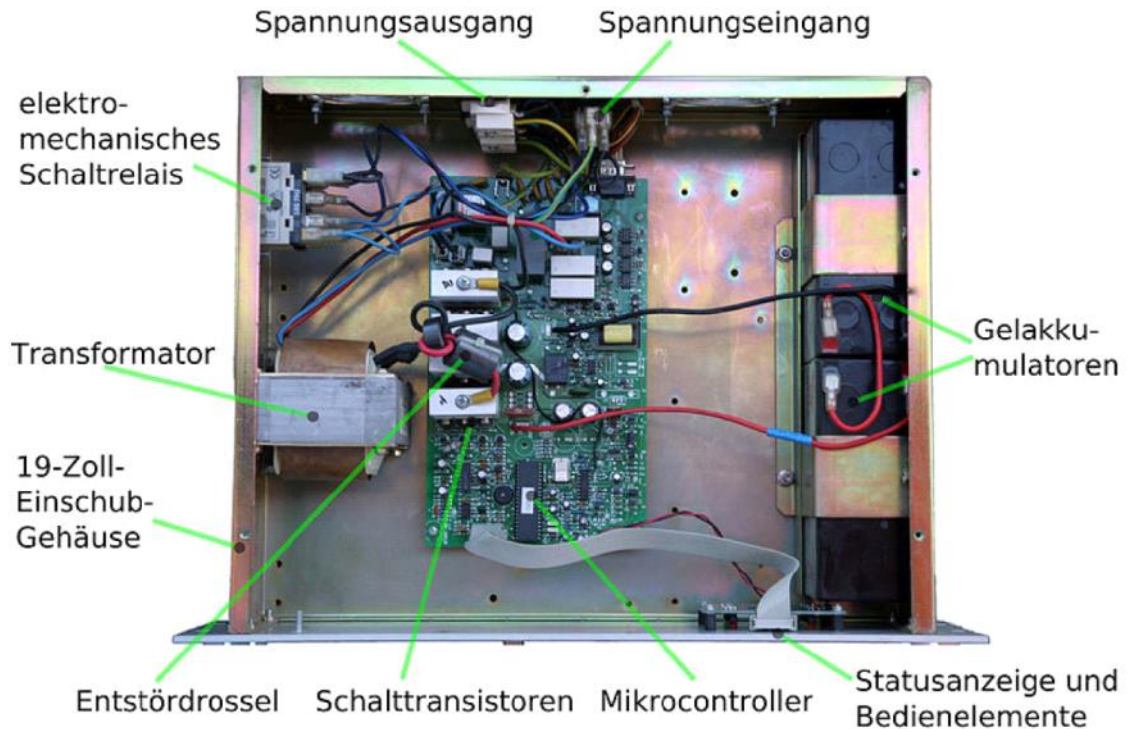 Spannungsausgang
Spannungseingang
elektro-
mechanisches
Schaltrelais
Transformator
Gelakku-
mulatoren
19-Zoll-
Einschub-
Gehäuse
Entstördrossel
Schalttransistoren
Mikrocontroller
Statusanzeige und
Bedienelemente